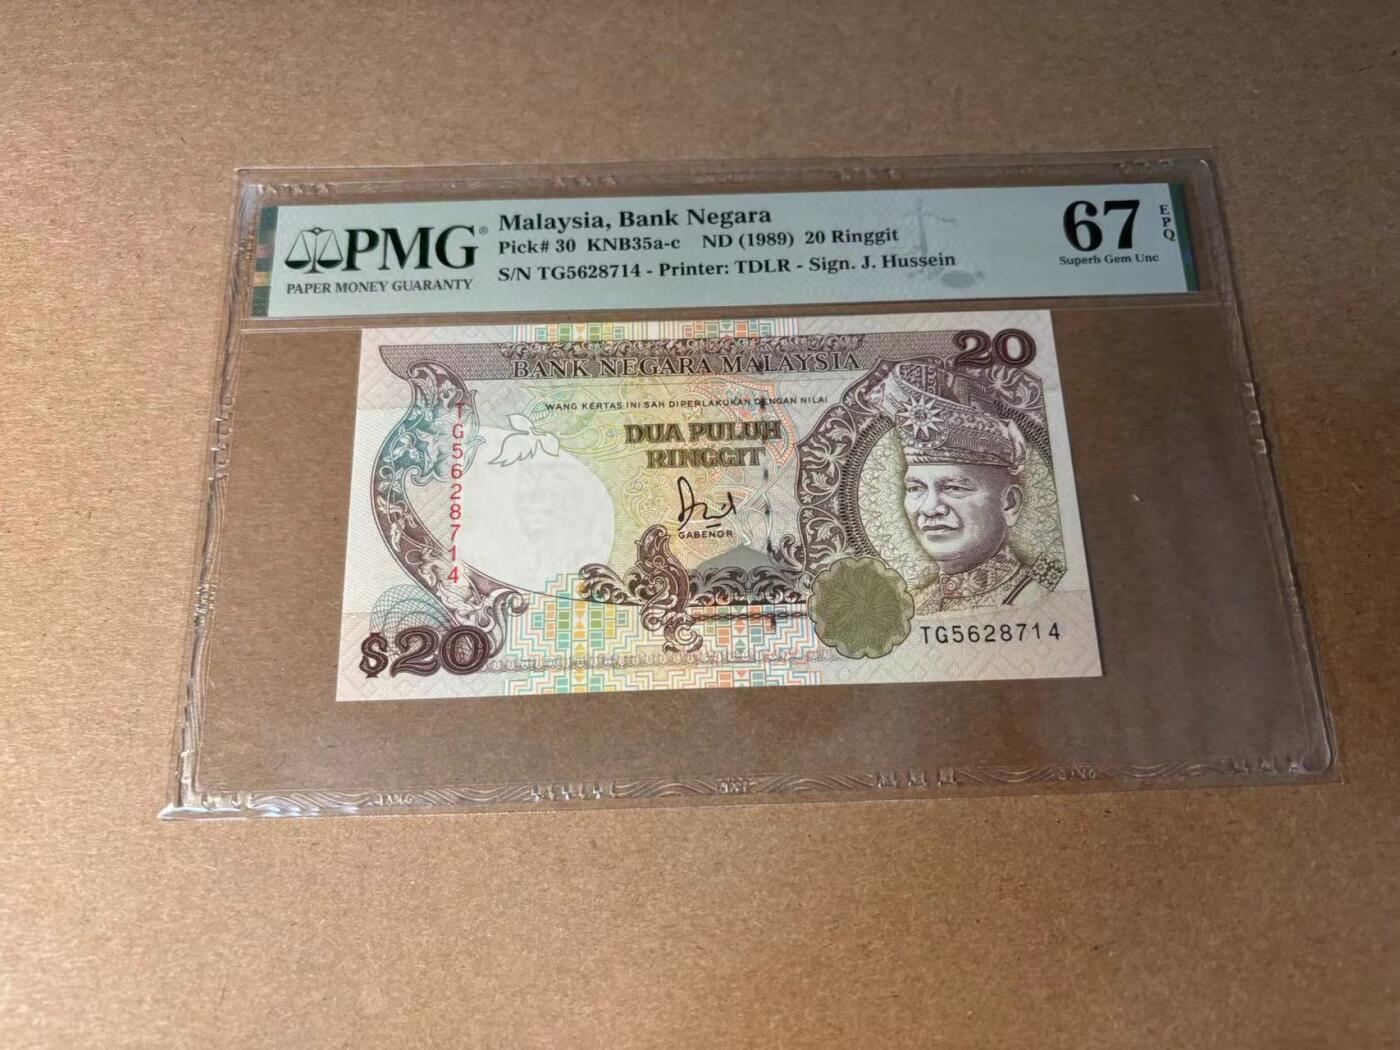 PMG®
PAPER MONEY GUARANTY
Malaysia, Bank Negara
Pick# 30 KNB35a-c ND (1989) 20 Ringgit
S/N TG5628714 - Printer: TDLR - Sign. J. Hussein
67
EPQ
Superb Gem Unc
BANK NEGARA MALAYSIA
20
WANG KERTAS INI SAH DIPERLAKUKAN DENGAN NILAI
DUA PULUH
RINGGIT
TG5628714
GABENOR
$20
TG5628714